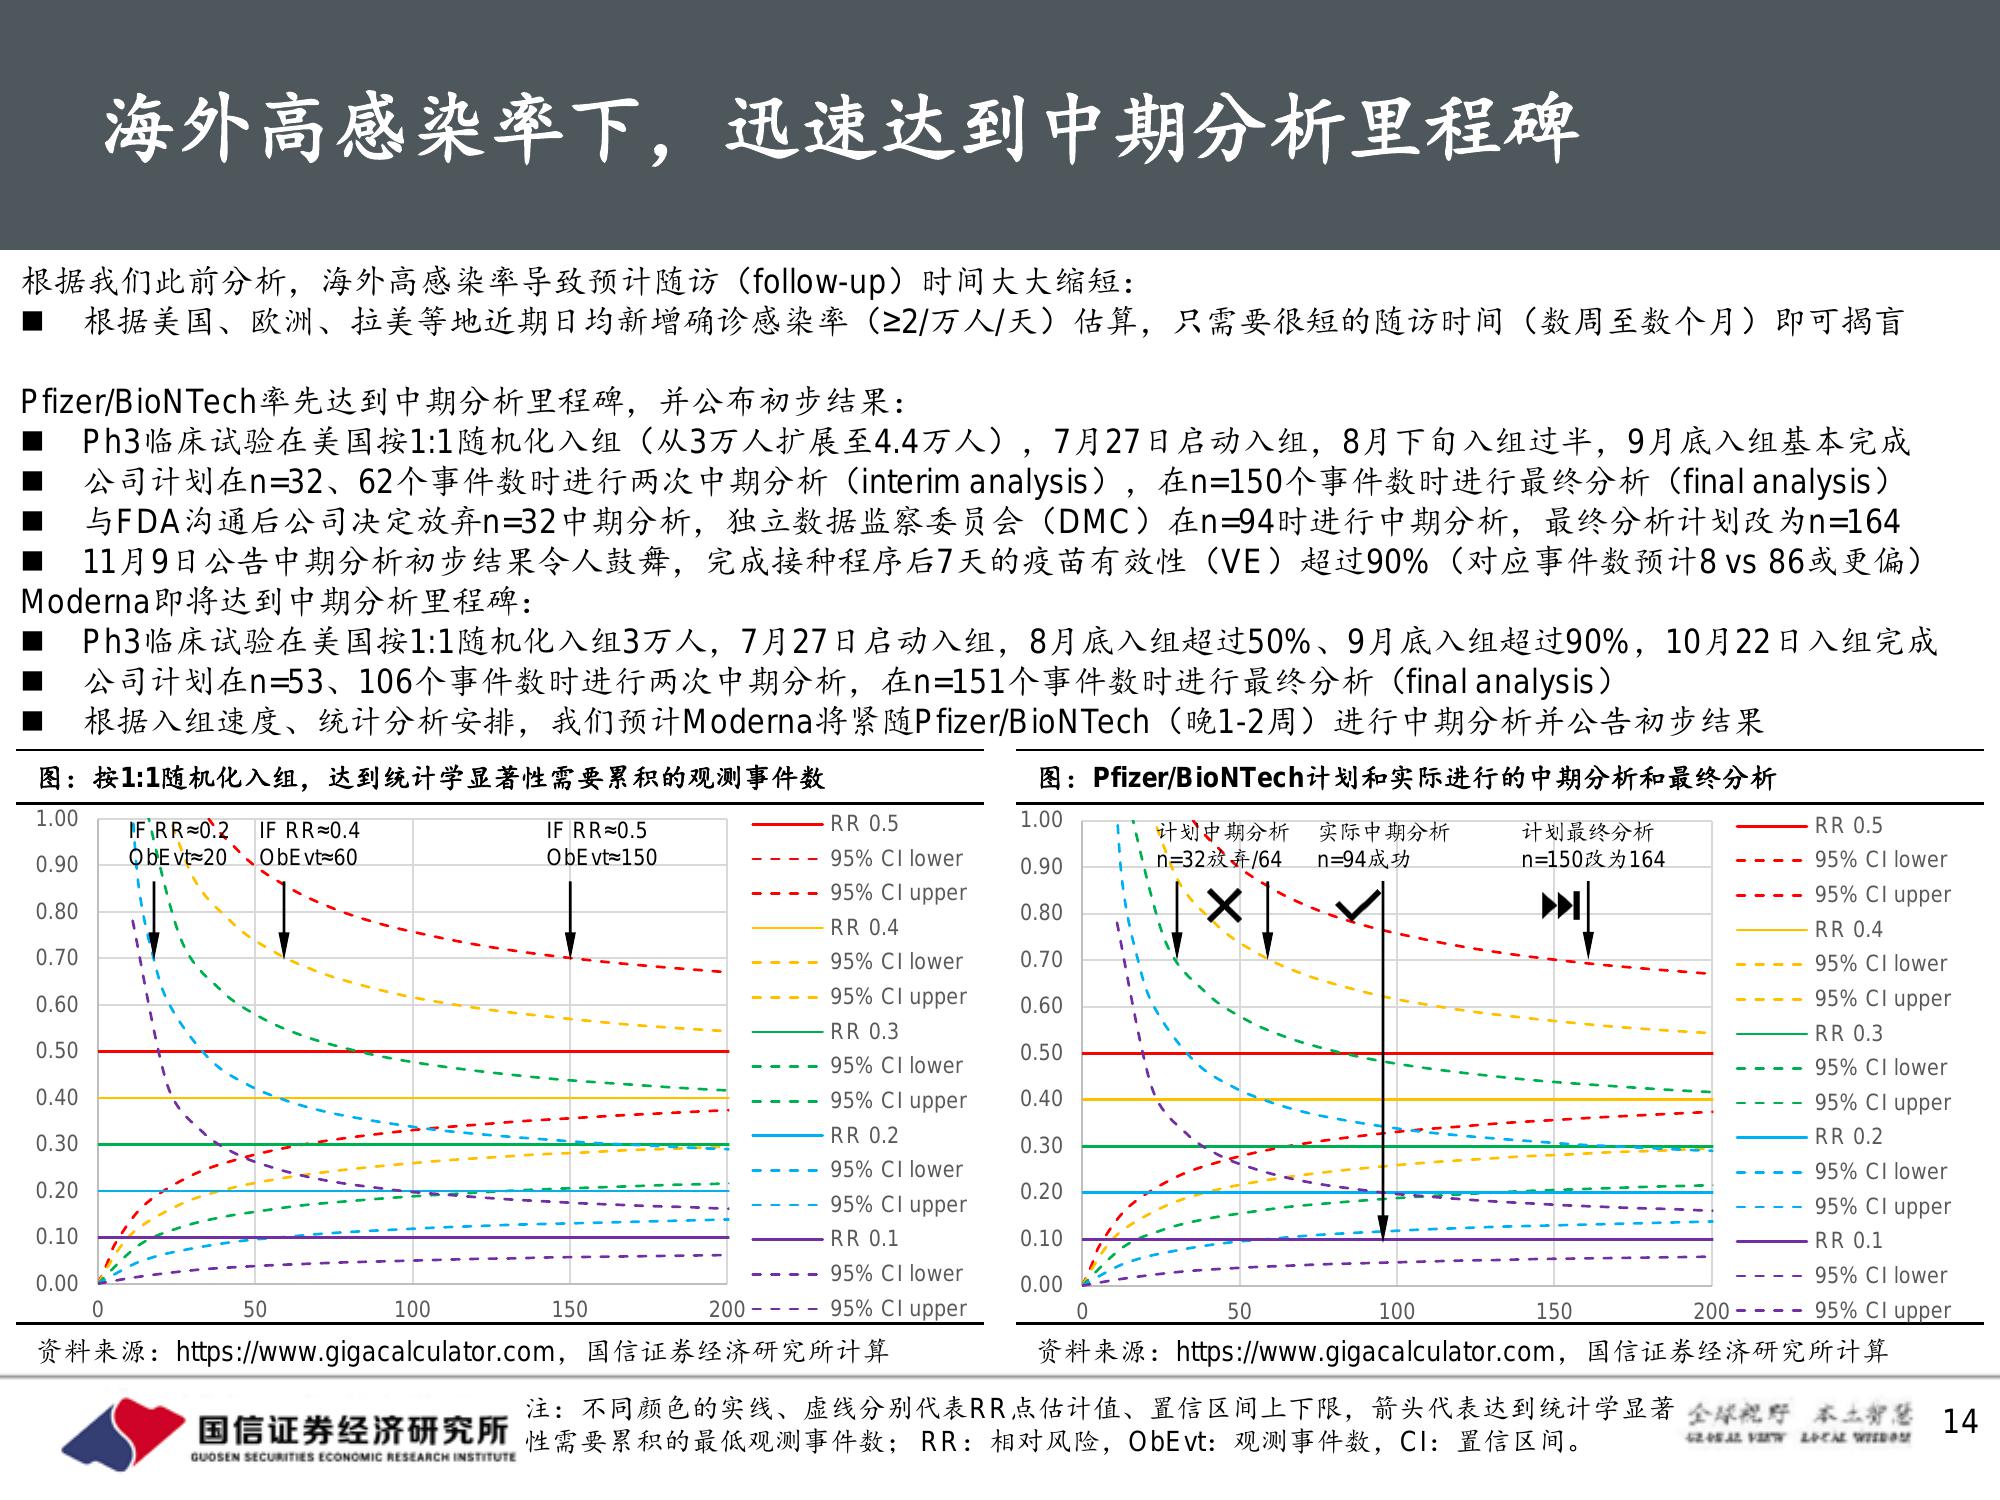 海外高感染率下，迅速达到中期分析里程碑
根据我们此前分析，海外高感染率导致预计随访（follow-up）时间大大缩短：
■ 根据美国、欧洲、拉美等地近期日均新增确诊感染率（≥2/万人/天）估算，只需要很短的随访时间（数周至数个月）即可揭盲
Pfizer/BioNTech率先达到中期分析里程碑，并公布初步结果：
■ Ph3临床试验在美国按1:1随机化入组（从3万人扩展至4.4万人），7月27日启动入组，8月下旬入组过半，9月底入组基本完成
■ 公司计划在n=32、62个事件数时进行两次中期分析（interim analysis），在n=150个事件数时进行最终分析（final analysis）
■ 与FDA沟通后公司决定放弃n=32中期分析，独立数据监察委员会（DMC）在n=94时进行中期分析，最终分析计划改为n=164
■ 11月9日公告中期分析初步结果令人鼓舞，完成接种程序后7天的疫苗有效性（VE）超过90%（对应事件数预计8 vs 86或更偏）
Moderna即将达到中期分析里程碑：
■ Ph3临床试验在美国按1:1随机化入组3万人，7月27日启动入组，8月底入组超过50%、9月底入组超过90%，10月22日入组完成
■ 公司计划在n=53、106个事件数时进行两次中期分析，在n=151个事件数时进行最终分析（final analysis）
■ 根据入组速度、统计分析安排，我们预计Moderna将紧随Pfizer/BioNTech（晚1-2周）进行中期分析并公告初步结果
图：按1:1随机化入组，达到统计学显著性需要累积的观测事件数
1.00
0.90
0.80
0.70
0.60
0.50
0.40
0.30
0.20
0.10
0.00
0 50 100 150 200
IF RR≈0.2
ObEvt≈20
IF RR≈0.4
ObEvt≈60
IF RR≈0.5
ObEvt≈150
RR 0.5
95% CI lower
95% CI upper
RR 0.4
95% CI lower
95% CI upper
RR 0.3
95% CI lower
95% CI upper
RR 0.2
95% CI lower
95% CI upper
RR 0.1
95% CI lower
95% CI upper
资料来源：https://www.gigacalculator.com，国信证券经济研究所计算
图：Pfizer/BioNTech计划和实际进行的中期分析和最终分析
1.00
0.90
0.80
0.70
0.60
0.50
0.40
0.30
0.20
0.10
0.00
0 50 100 150 200
计划中期分析
n=32放弃/64
实际中期分析
n=94成功
计划最终分析
n=150改为164
RR 0.5
95% CI lower
95% CI upper
RR 0.4
95% CI lower
95% CI upper
RR 0.3
95% CI lower
95% CI upper
RR 0.2
95% CI lower
95% CI upper
RR 0.1
95% CI lower
95% CI upper
资料来源：https://www.gigacalculator.com，国信证券经济研究所计算
国信证券经济研究所
GUOSEN SECURITIES ECONOMIC RESEARCH INSTITUTE
注：不同颜色的实线、虚线分别代表RR点估计值、置信区间上下限，箭头代表达到统计学显著
性需要累积的最低观测事件数；RR：相对风险，ObEvt：观测事件数，CI：置信区间。
全球视野 本土智慧
GLOBAL VIEW LOCAL WISDOM
14